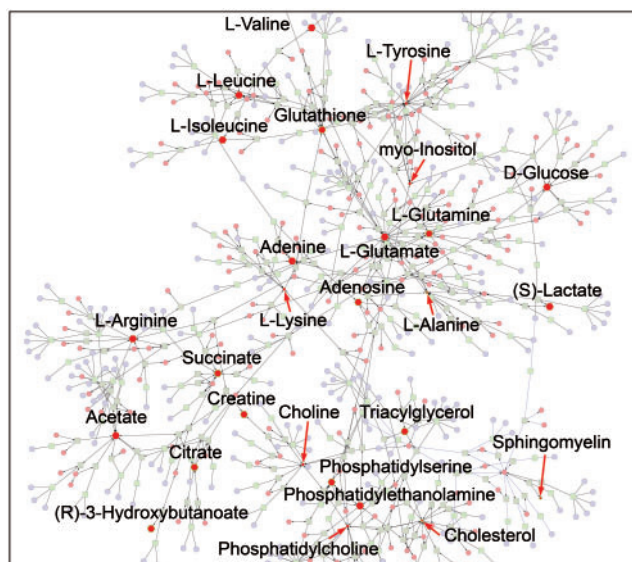 L-Valine
L-Tyrosine
L-Leucine
Glutathione
L-Isoleucine
myo-Inositol
D-Glucose
L-Glutamine
L-Glutamate
Adenine
Adenosine
(S)-Lactate
L-Lysine
L-Alanine
L-Arginine
Succinate
Creatine
Choline
Triacylglycerol
Acetate
Citrate
Sphingomyelin
Phosphatidylserine
Phosphatidylethanolamine
(R)-3-Hydroxybutanoate
Cholesterol
Phosphatidylcholine